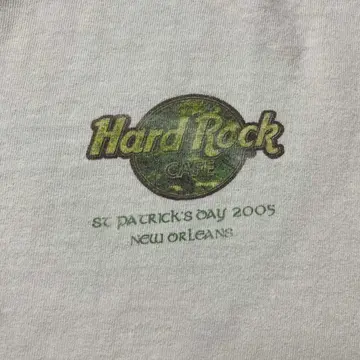 Hard Rock
CAFE
ST PATRICK'S DAY 2005
NEW ORLEANS